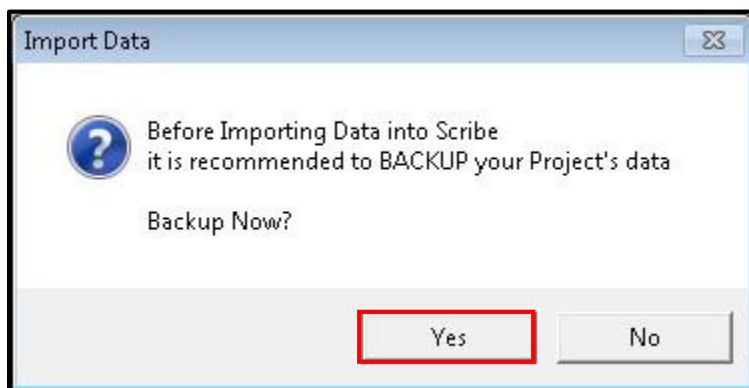 Import Data
Before Importing Data into Scribe
it is recommended to BACKUP your Project's data
Backup Now?
Yes
No